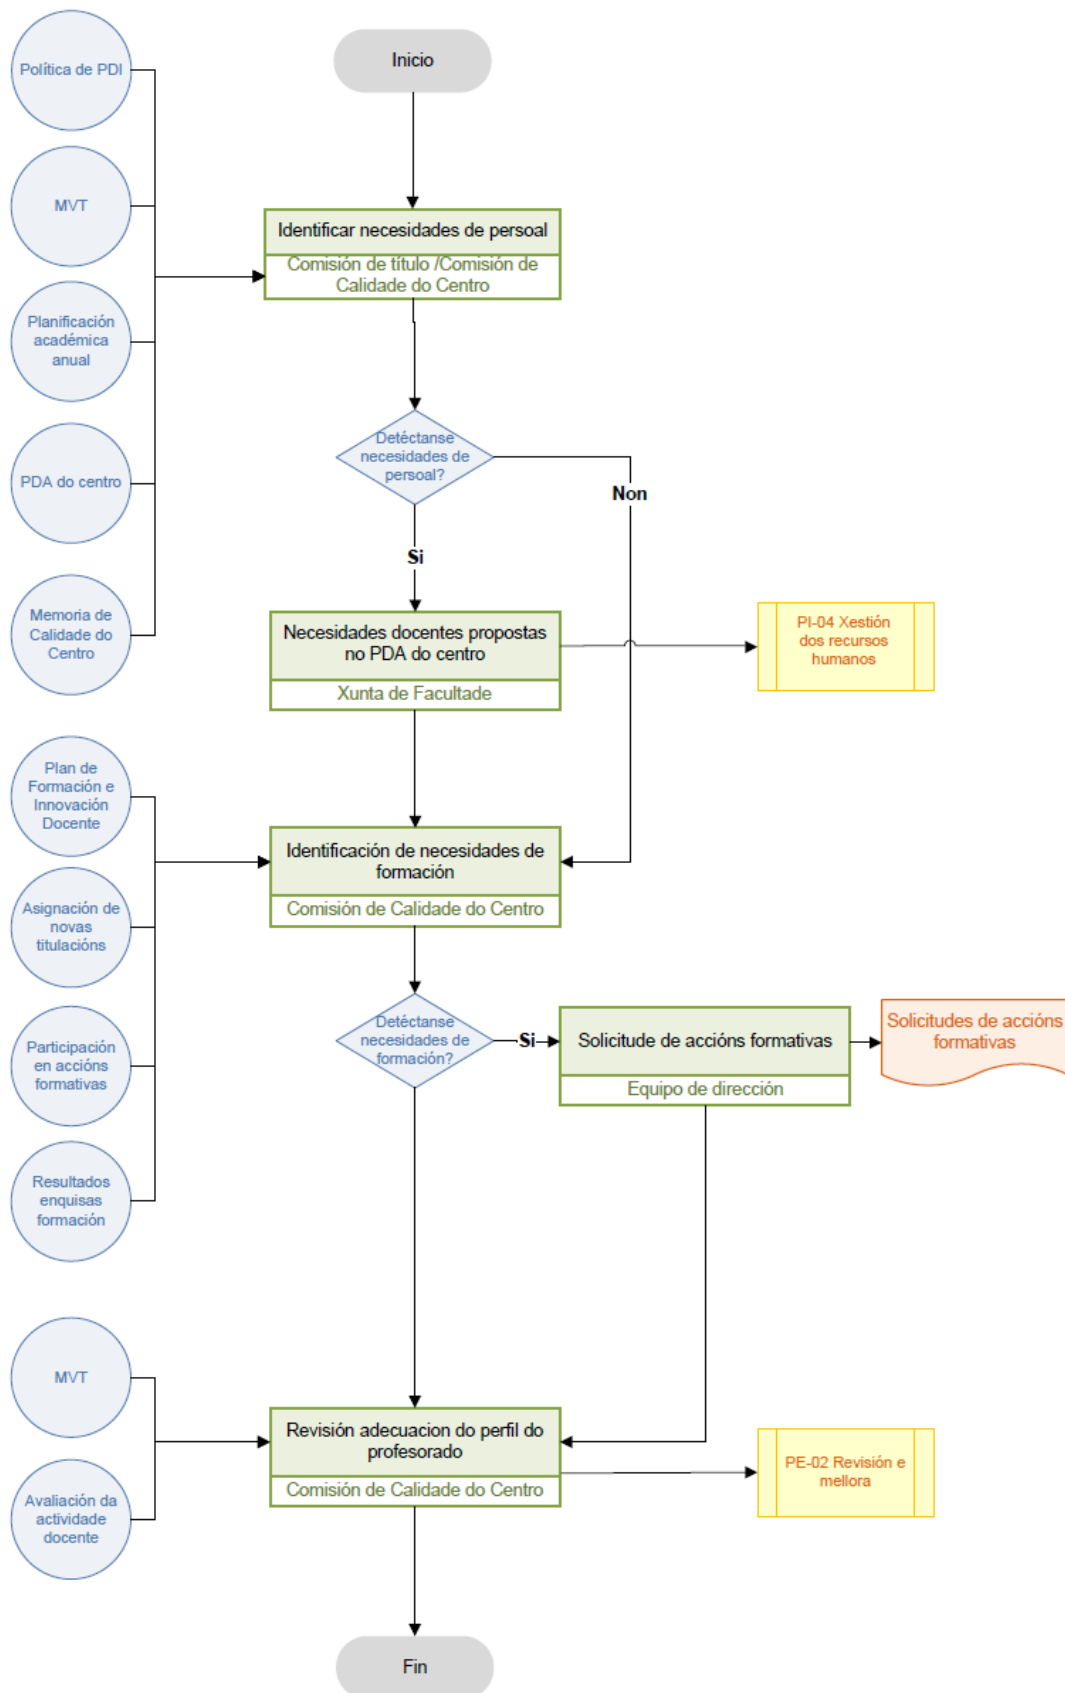 Inicio
Política de PDI
MVT
Planificación
académica
anual
PDA do centro
Memoria de
Calidade do
Centro
Identificar necesidades de persoal
Comisión de título /Comisión de
Calidade do Centro
Detéctanse
necesidades de
persoal?
Non
Si
Necesidades docentes propostas
no PDA do centro
Xunta de Facultade
PI-04 Xestión
dos recursos
humanos
Plan de
Formación e
Innovación
Docente
Asignación de
novas
titulacións
Participación
en accións
formativas
Resultados
enquisas
formación
Identificación de necesidades de
formación
Comisión de Calidade do Centro
Detéctanse
necesidades de
formación?
Si
Solicitude de accións formativas
Equipo de dirección
Solicitudes de accións
formativas
MVT
Avaliación da
actividade
docente
Revisión adecuacion do perfil do
profesorado
Comisión de Calidade do Centro
PE-02 Revisión e
mellora
Fin